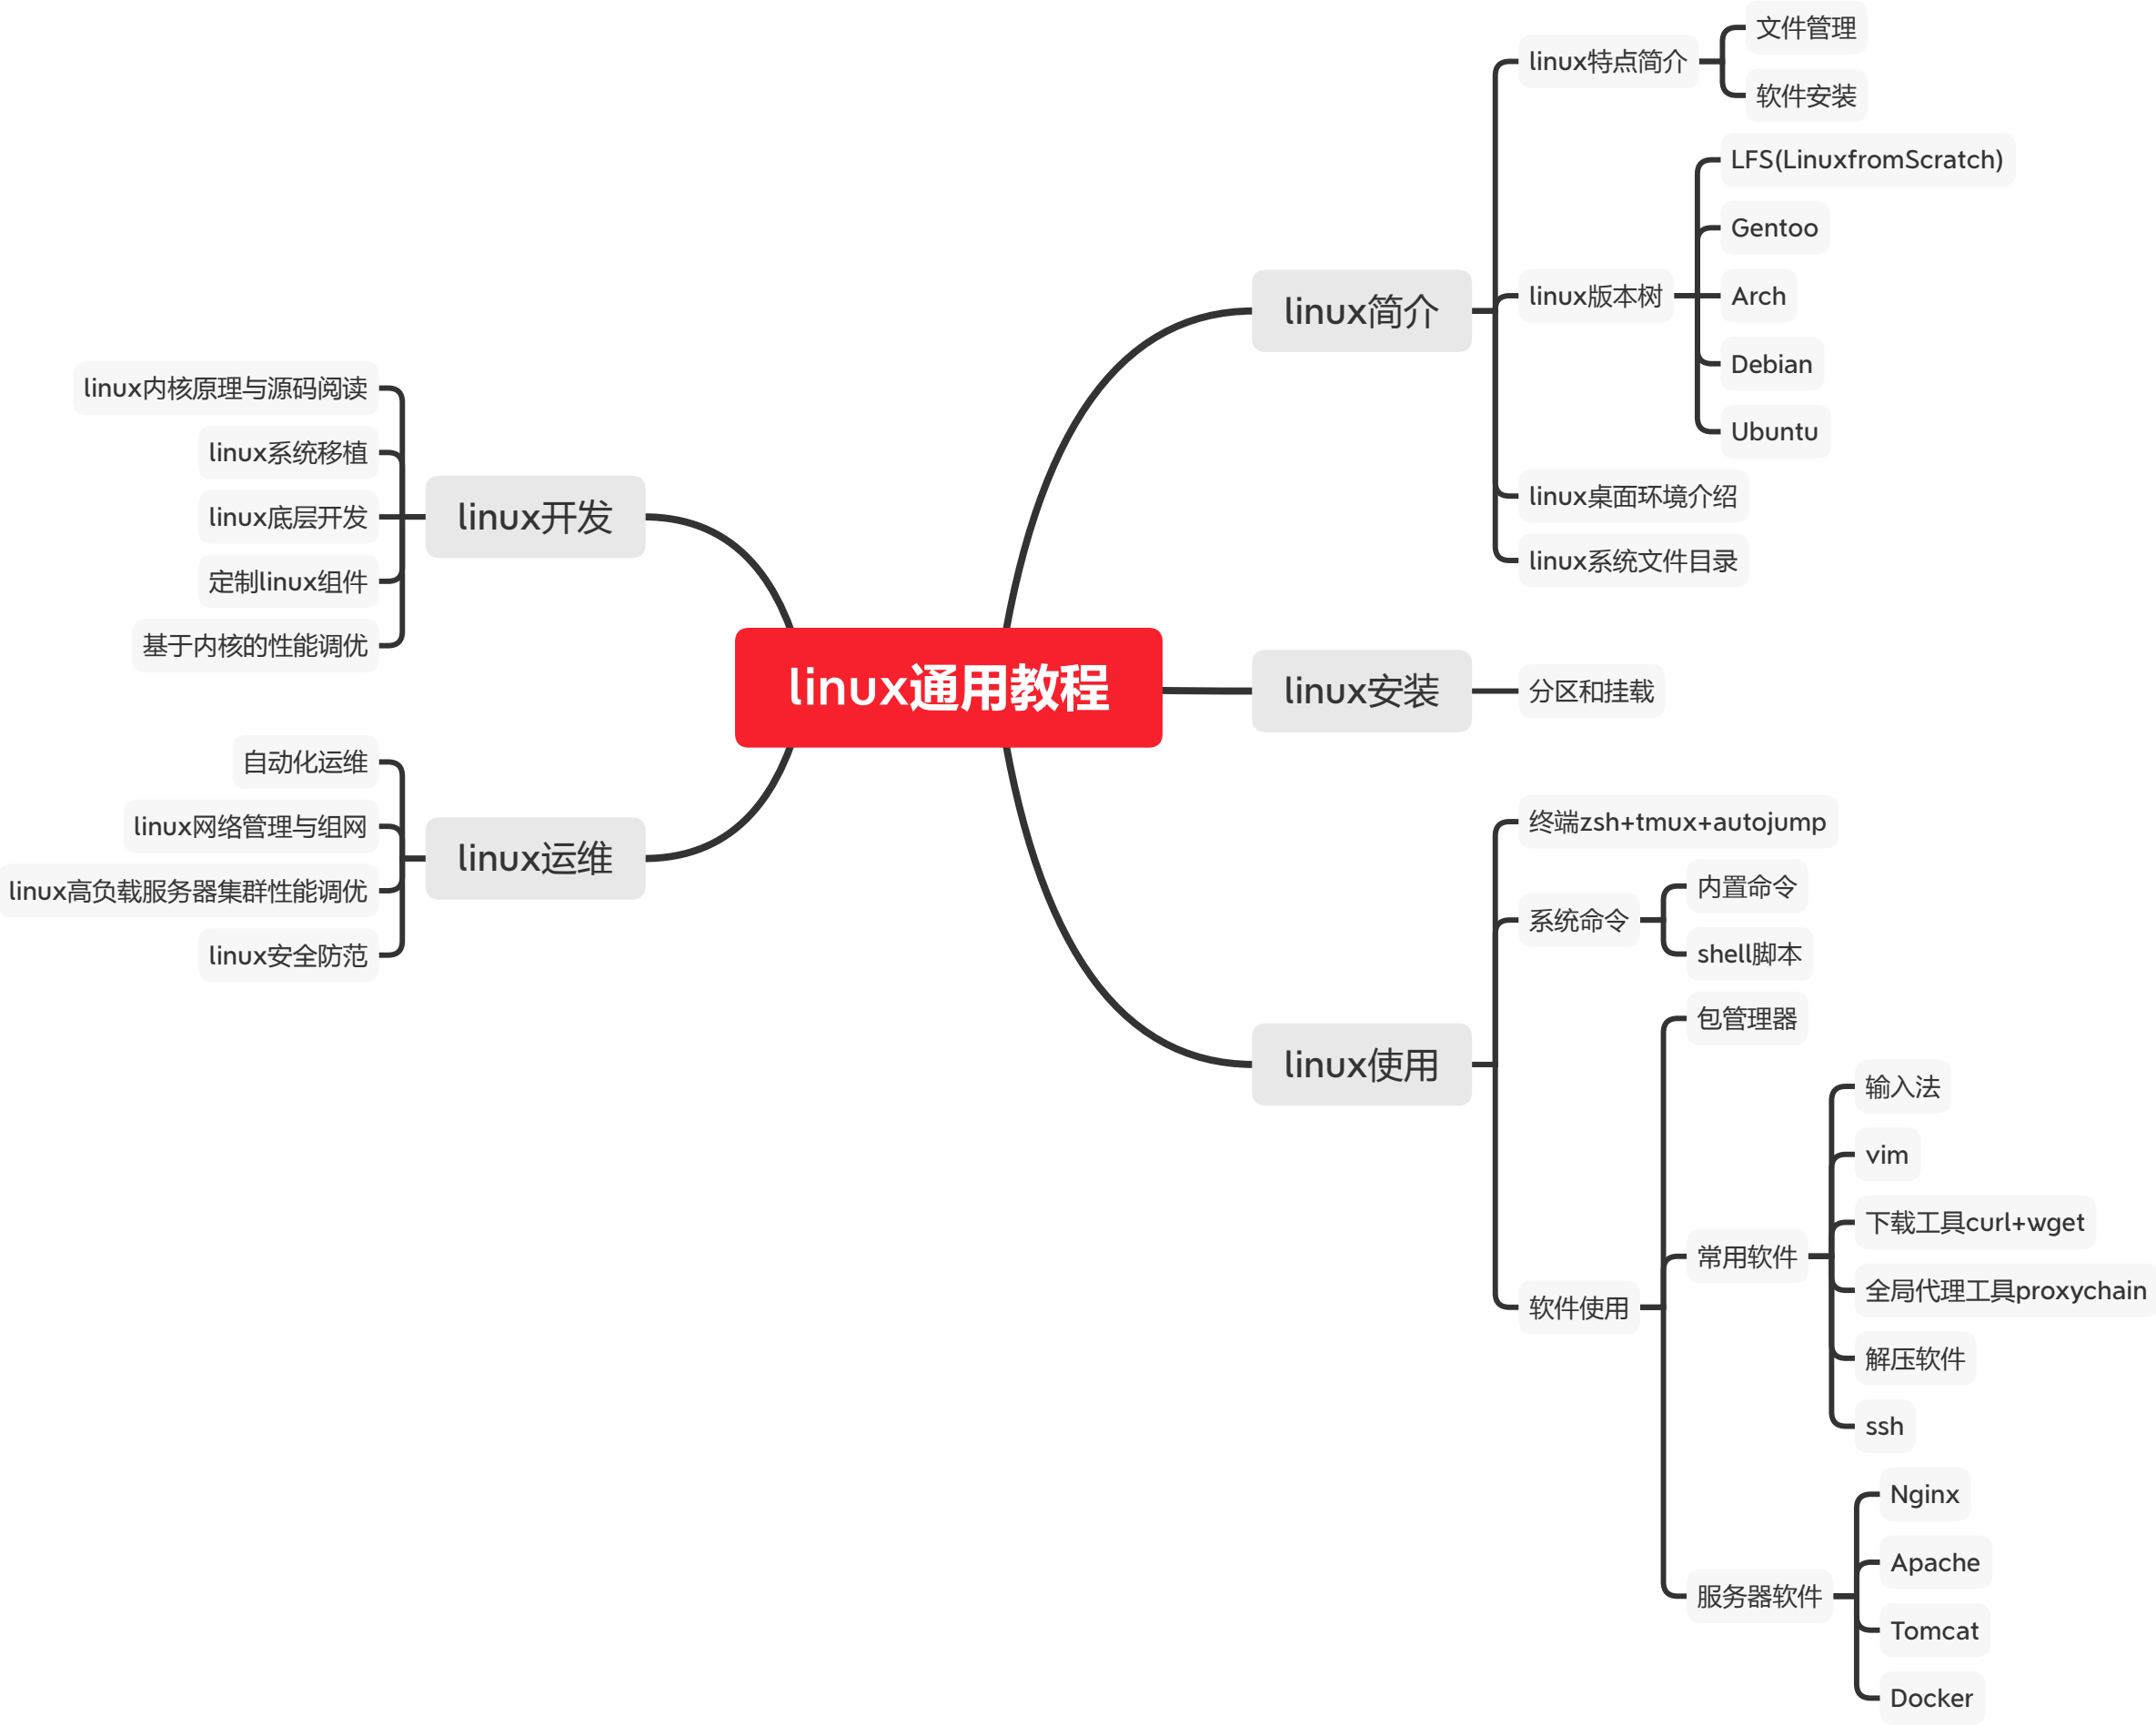 linux通用教程
linux简介
linux特点简介
文件管理
软件安装
linux版本树
LFS(LinuxfromScratch)
Gentoo
Arch
Debian
Ubuntu
linux桌面环境介绍
linux系统文件目录
linux安装
分区和挂载
linux使用
终端zsh+tmux+autojump
系统命令
内置命令
shell脚本
软件使用
包管理器
常用软件
输入法
vim
下载工具curl+wget
全局代理工具proxychain
解压软件
ssh
服务器软件
Nginx
Apache
Tomcat
Docker
linux开发
linux内核原理与源码阅读
linux系统移植
linux底层开发
定制linux组件
基于内核的性能调优
linux运维
自动化运维
linux网络管理与组网
linux高负载服务器集群性能调优
linux安全防范